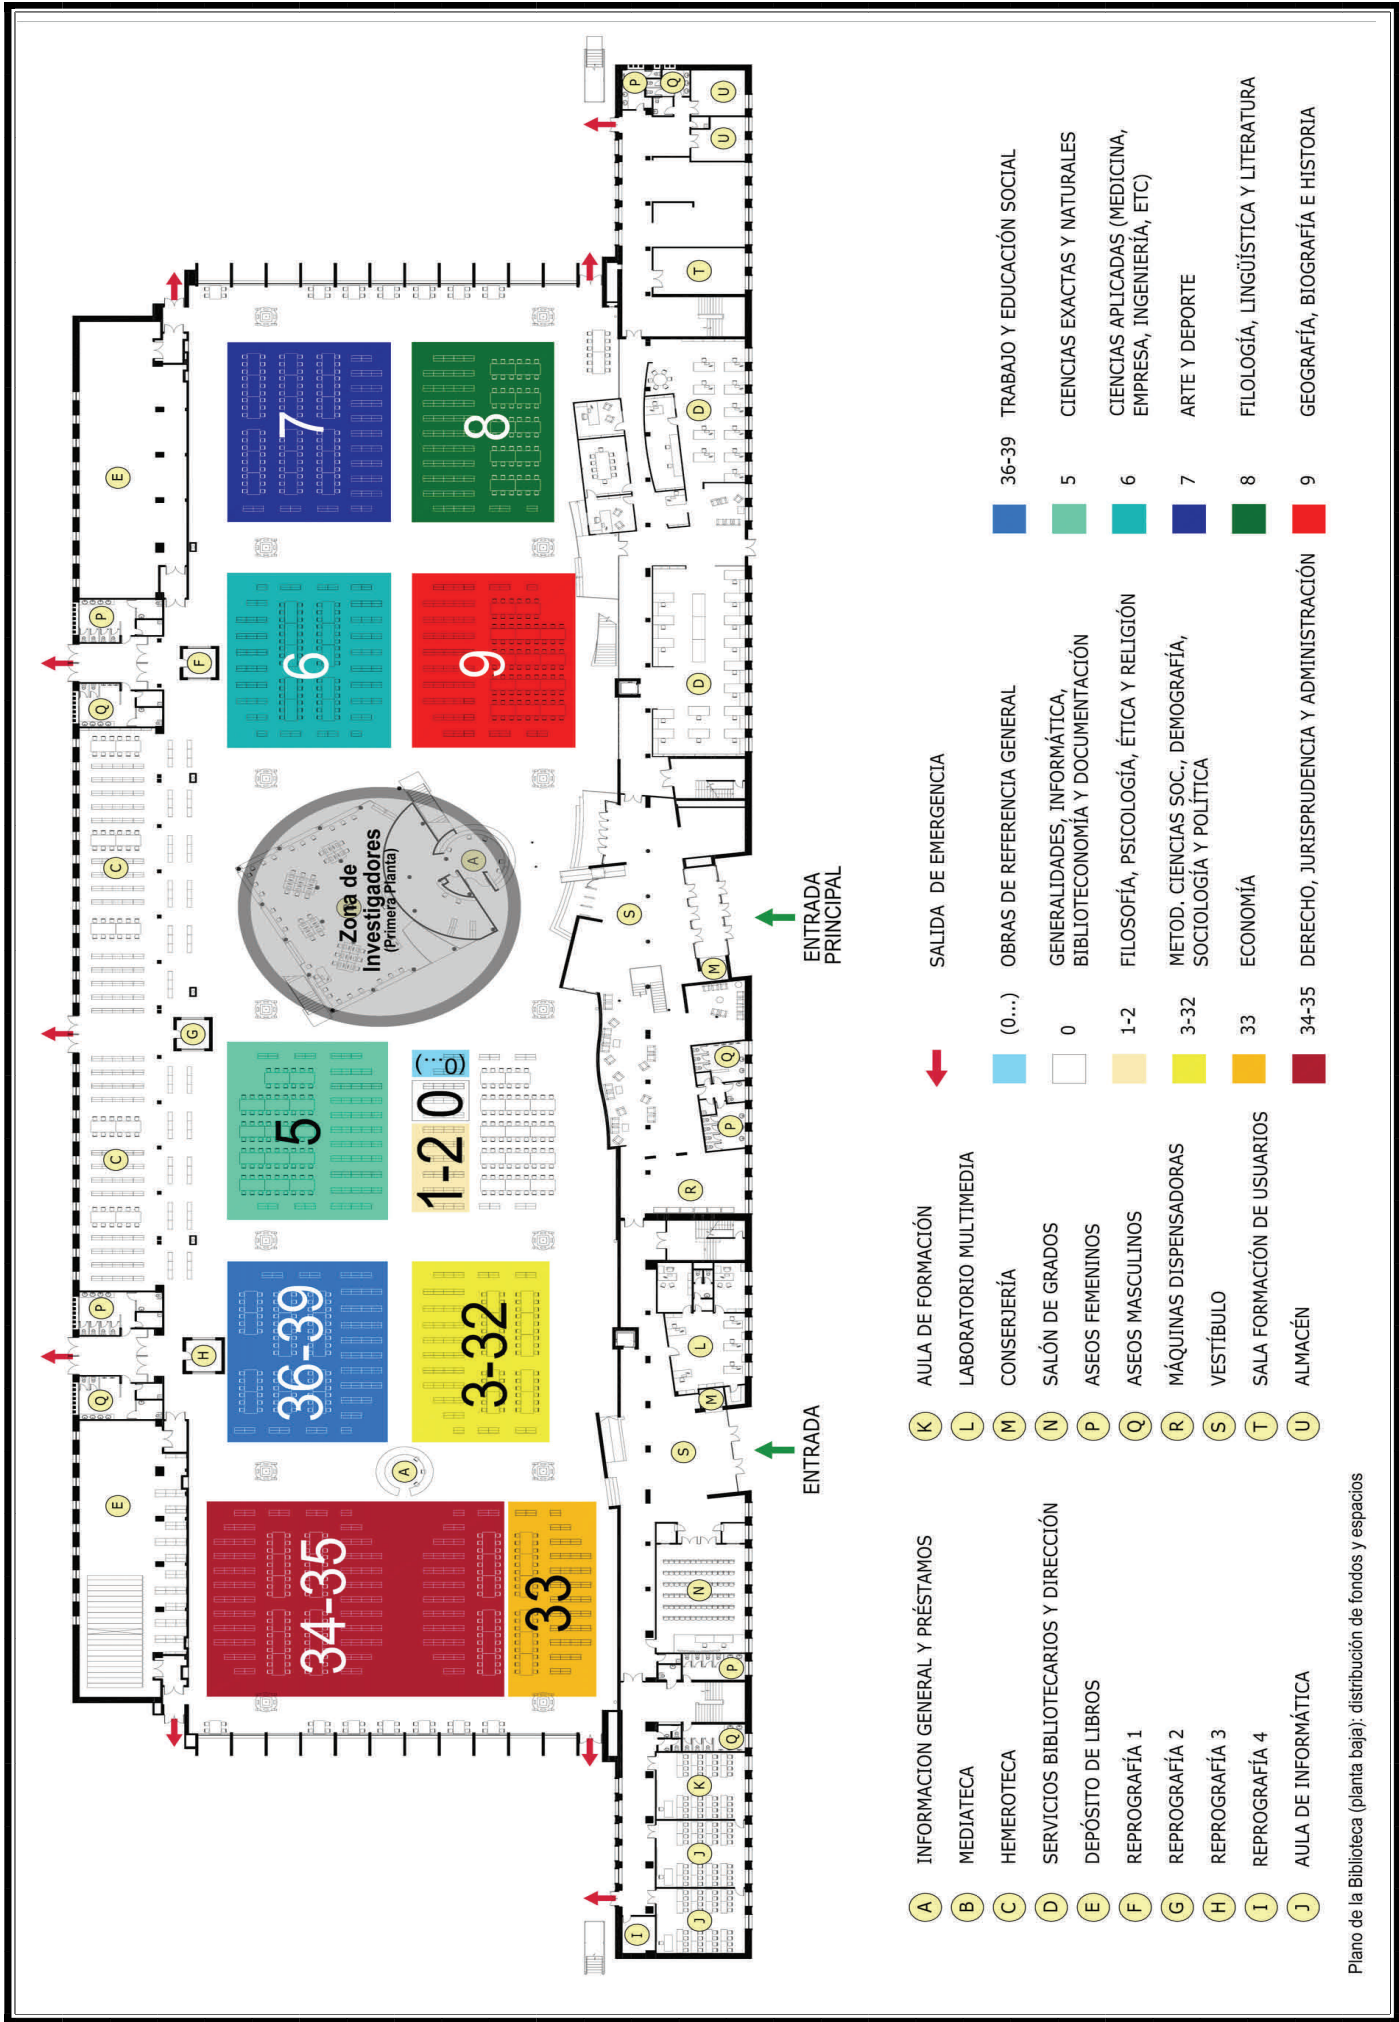 E Q P C C Q P E
H G F
34-35 36-39 5 6 7
Zona de
Investigadores
(Primera Planta)
A A
33 3-32 1-2 0 (...0) 9 8
I S P
Q
J J K Q N P S M L R P Q M D D T U U
ENTRADA
ENTRADA
PRINCIPAL
A INFORMACION GENERAL Y PRÉSTAMOS
B MEDIATECA
C HEMEROTECA
D SERVICIOS BIBLIOTECARIOS Y DIRECCIÓN
E DEPÓSITO DE LIBROS
F REPROGRAFÍA 1
G REPROGRAFÍA 2
H REPROGRAFÍA 3
I REPROGRAFÍA 4
J AULA DE INFORMÁTICA
K AULA DE FORMACIÓN
L LABORATORIO MULTIMEDIA
M CONSERJERÍA
N SALÓN DE GRADOS
P ASEOS FEMENINOS
Q ASEOS MASCULINOS
R MÁQUINAS DISPENSADORAS
S VESTÍBULO
T SALA FORMACIÓN DE USUARIOS
U ALMACÉN
SALIDA DE EMERGENCIA
(0...) OBRAS DE REFERENCIA GENERAL
0 GENERALIDADES, INFORMÁTICA,
BIBLIOTECONOMÍA Y DOCUMENTACIÓN
1-2 FILOSOFÍA, PSICOLOGÍA, ÉTICA Y RELIGIÓN
3-32 METOD. CIENCIAS SOC., DEMOGRAFÍA,
SOCIOLOGÍA Y POLÍTICA
33 ECONOMÍA
34-35 DERECHO, JURISPRUDENCIA Y ADMINISTRACIÓN
36-39 TRABAJO Y EDUCACIÓN SOCIAL
5 CIENCIAS EXACTAS Y NATURALES
6 CIENCIAS APLICADAS (MEDICINA,
EMPRESA, INGENIERÍA, ETC)
7 ARTE Y DEPORTE
8 FILOLOGÍA, LINGÜÍSTICA Y LITERATURA
9 GEOGRAFÍA, BIOGRAFÍA E HISTORIA
Plano de la Biblioteca (planta baja): distribución de fondos y espacios